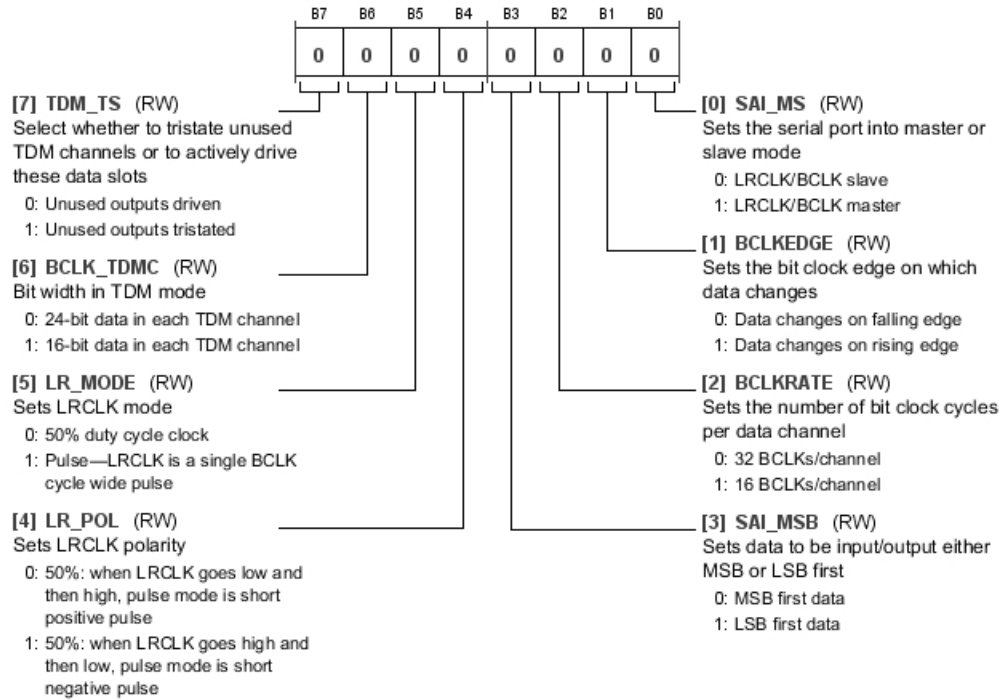 B7 B6 B5 B4 B3 B2 B1 B0
0 0 0 0 0 0 0 0
[7] TDM_TS (RW)
Select whether to tristate unused
TDM channels or to actively drive
these data slots
0: Unused outputs driven
1: Unused outputs tristated
[6] BCLK_TDMC (RW)
Bit width in TDM mode
0: 24-bit data in each TDM channel
1: 16-bit data in each TDM channel
[5] LR_MODE (RW)
Sets LRCLK mode
0: 50% duty cycle clock
1: Pulse—LRCLK is a single BCLK
cycle wide pulse
[4] LR_POL (RW)
Sets LRCLK polarity
0: 50%: when LRCLK goes low and
then high, pulse mode is short
positive pulse
1: 50%: when LRCLK goes high and
then low, pulse mode is short
negative pulse
[0] SAI_MS (RW)
Sets the serial port into master or
slave mode
0: LRCLK/BCLK slave
1: LRCLK/BCLK master
[1] BCLKEDGE (RW)
Sets the bit clock edge on which
data changes
0: Data changes on falling edge
1: Data changes on rising edge
[2] BCLKRATE (RW)
Sets the number of bit clock cycles
per data channel
0: 32 BCLKs/channel
1: 16 BCLKs/channel
[3] SAI_MSB (RW)
Sets data to be input/output either
MSB or LSB first
0: MSB first data
1: LSB first data